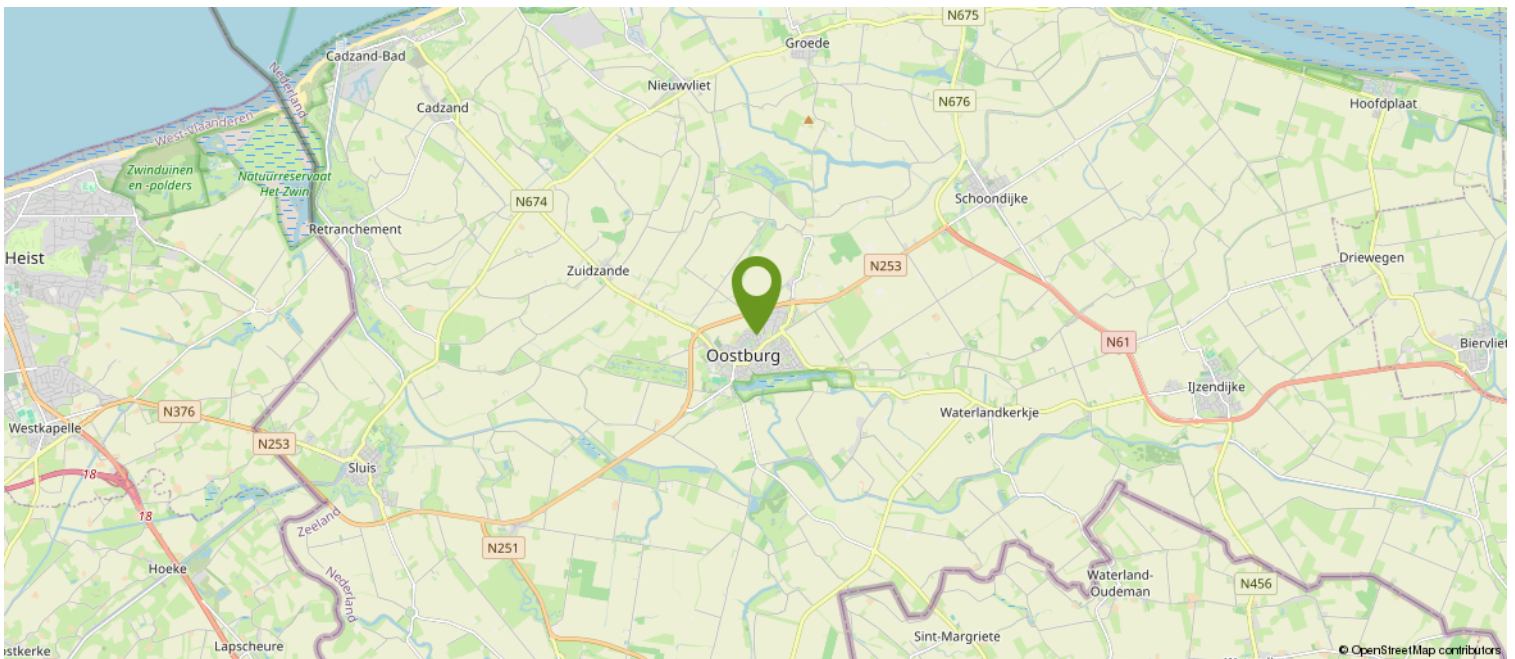 N675
Groede
Cadzand-Bad
Nederland
Nieuwvliet
N676
Hoofdplaat
Cadzand
West-Vlaanderen
Zwinduinen
en -polders
Natuurreservaat
Het Zwin
N674
Schoondijke
Retranchement
Heist
Zuidzande
N253
Driewegen
N61
Biervliet
Oostburg
IJzendijke
N376
Waterlandkerkje
Westkapelle
N253
Sluis
18
18
Zeeland
N251
Hoeke
Nederland
Waterland-
Oudeman
N456
Sint-Margriete
Lapscheure
stkerke
© OpenStreetMap contributors